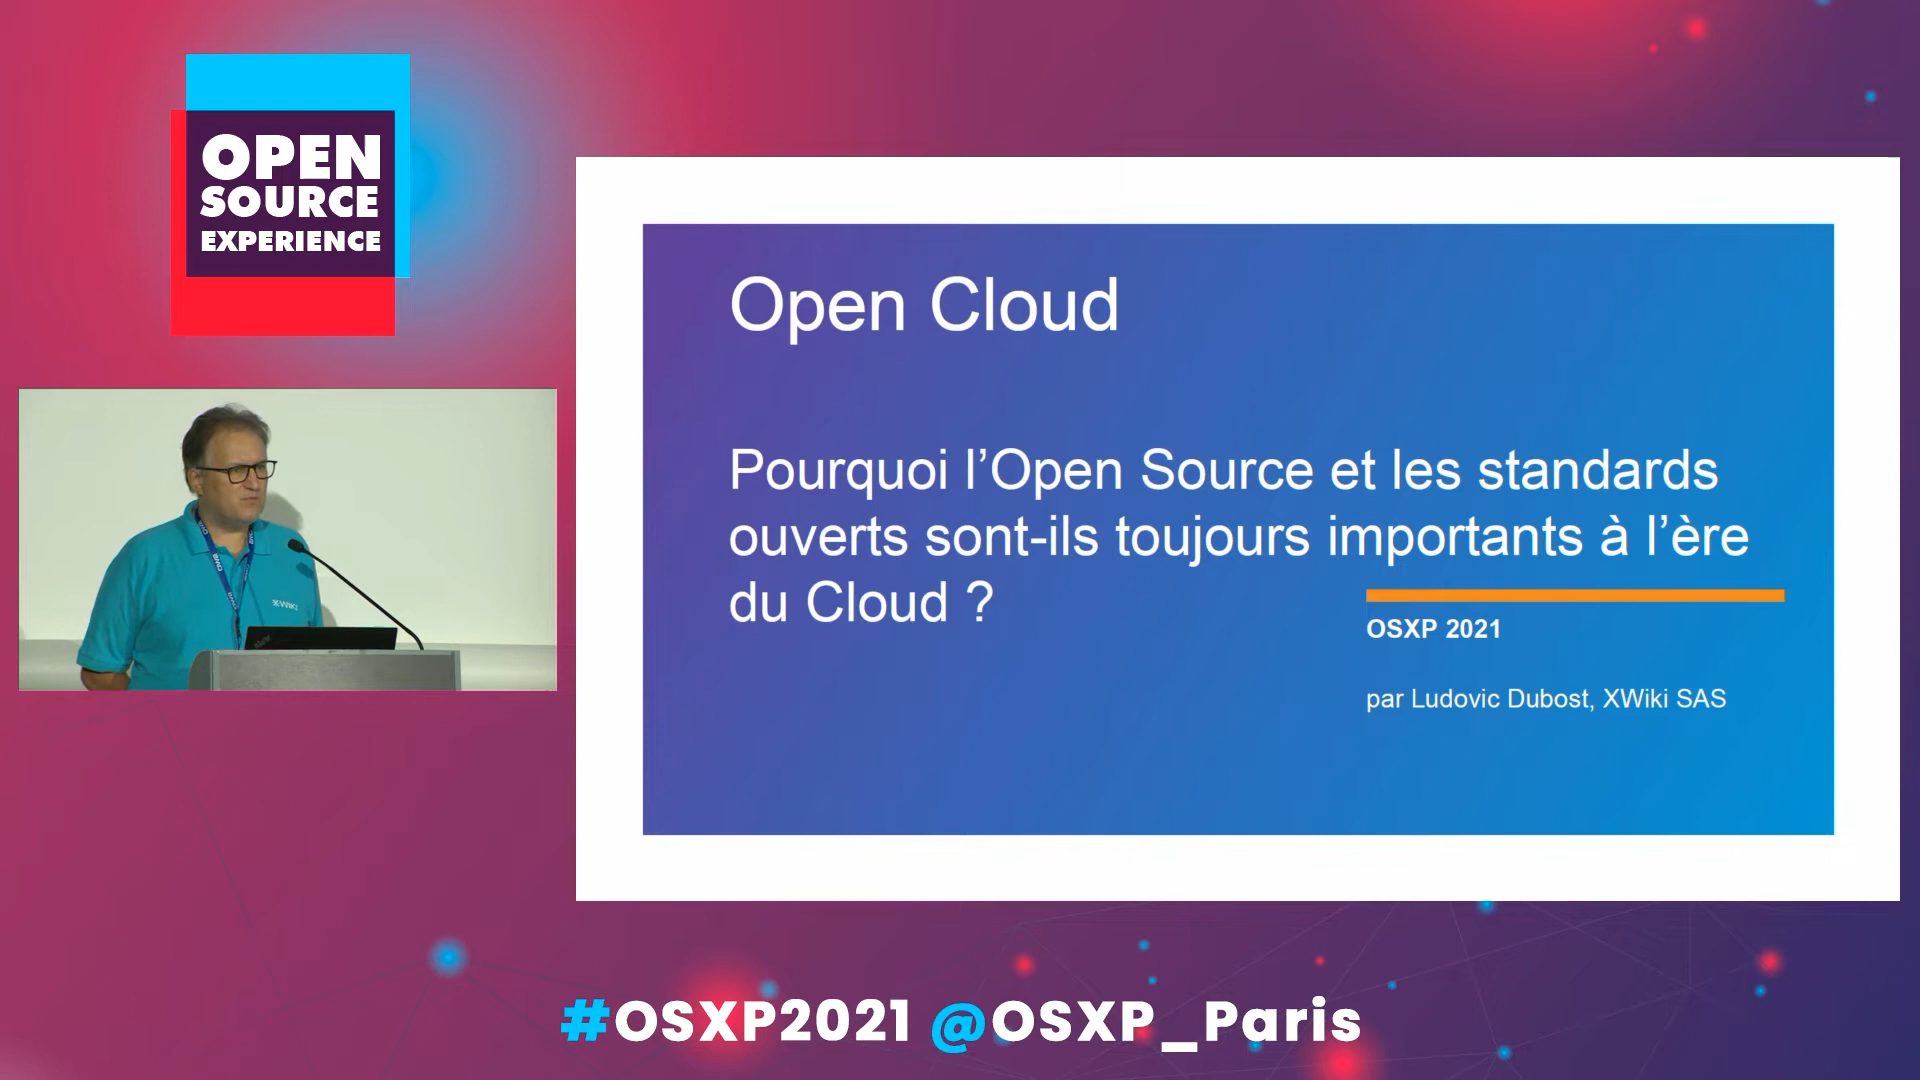 OPEN
SOURCE
EXPERIENCE
XWiki
Open Cloud
Pourquoi l’Open Source et les standards
ouverts sont-ils toujours importants à l’ère
du Cloud ?
OSXP 2021
par Ludovic Dubost, XWiki SAS
#OSXP2021 @OSXP_Paris